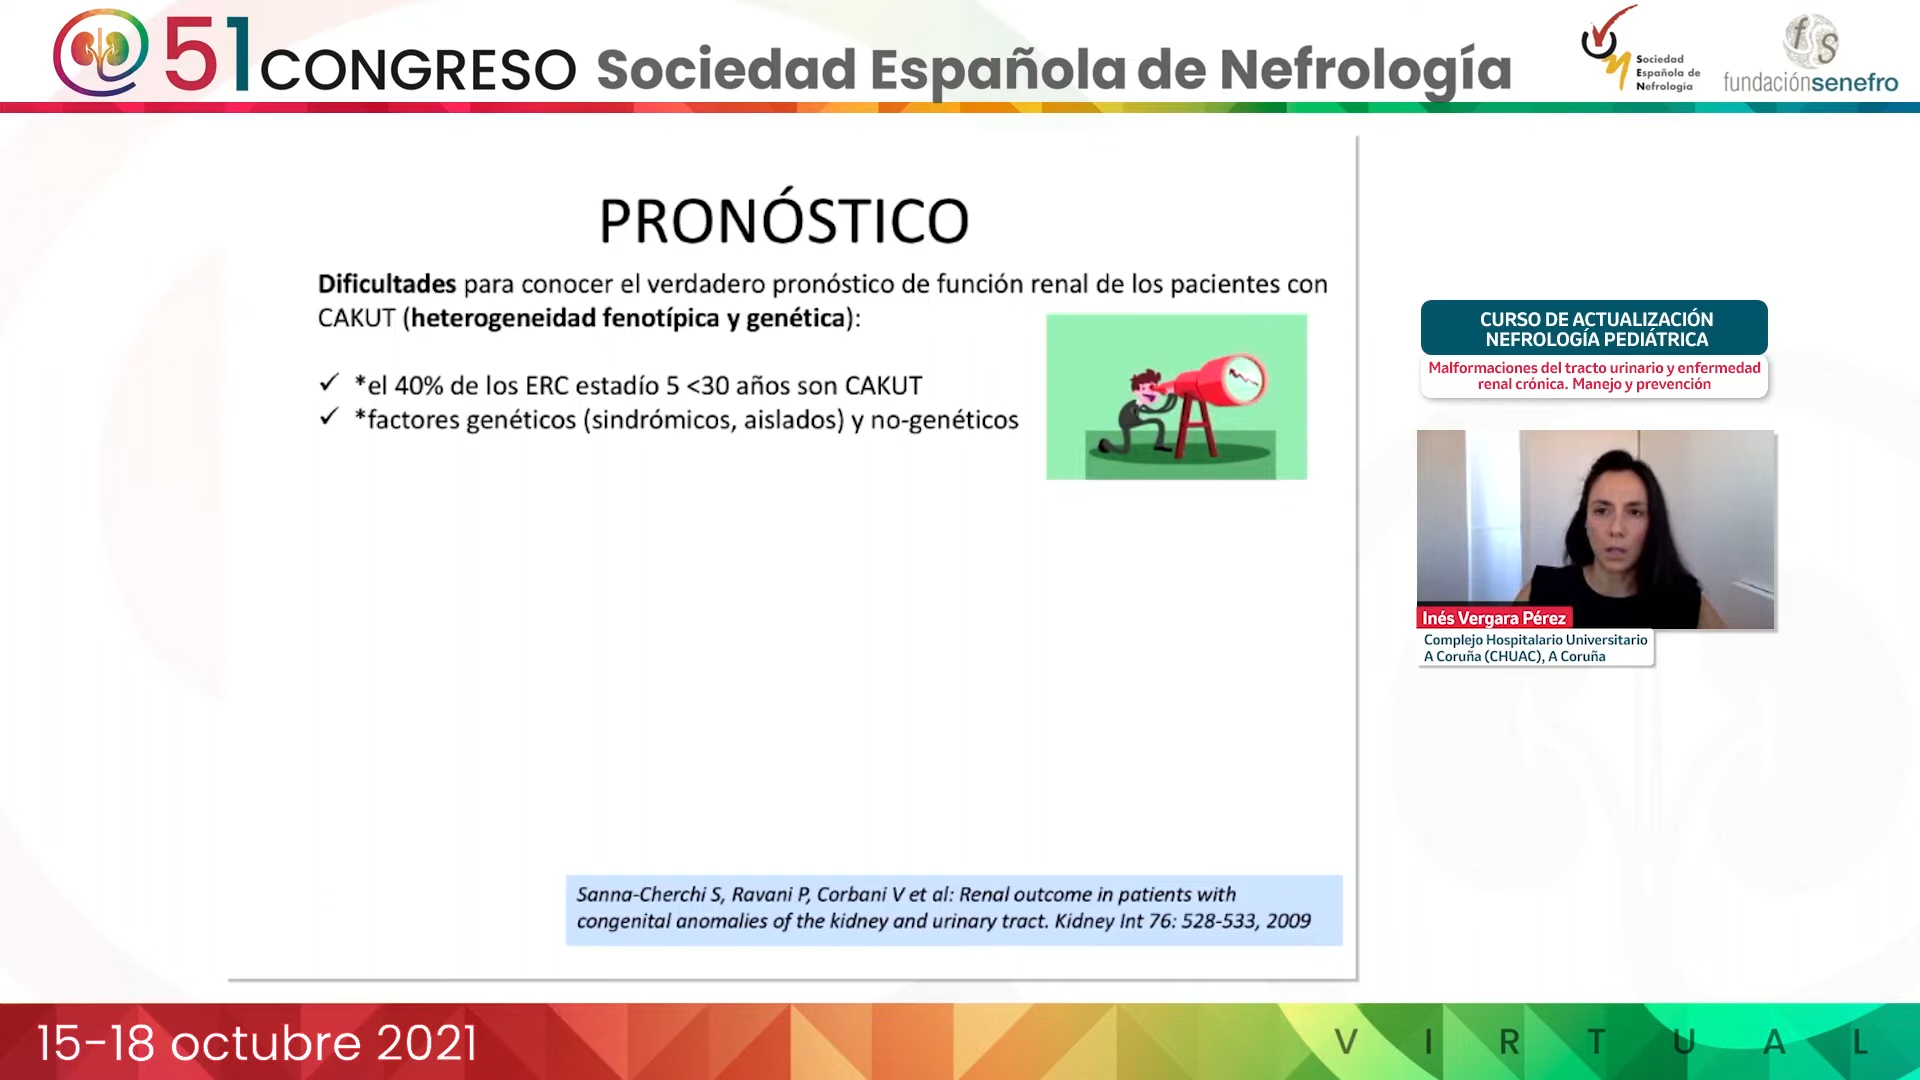 51 CONGRESO Sociedad Española de Nefrología
Sociedad
Española de
Nefrología
fs
fundaciónsenefro
PRONÓSTICO
Dificultades para conocer el verdadero pronóstico de función renal de los pacientes con
CAKUT (heterogeneidad fenotípica y genética):
✓ *el 40% de los ERC estadío 5 <30 años son CAKUT
✓ *factores genéticos (sindrómicos, aislados) y no-genéticos
Sanna-Cherchi S, Ravani P, Corbani V et al: Renal outcome in patients with
congenital anomalies of the kidney and urinary tract. Kidney Int 76: 528-533, 2009
CURSO DE ACTUALIZACIÓN
NEFROLOGÍA PEDIÁTRICA
Malformaciones del tracto urinario y enfermedad
renal crónica. Manejo y prevención
Inés Vergara Pérez
Complejo Hospitalario Universitario
A Coruña (CHUAC), A Coruña
15-18 octubre 2021
VIRTUAL